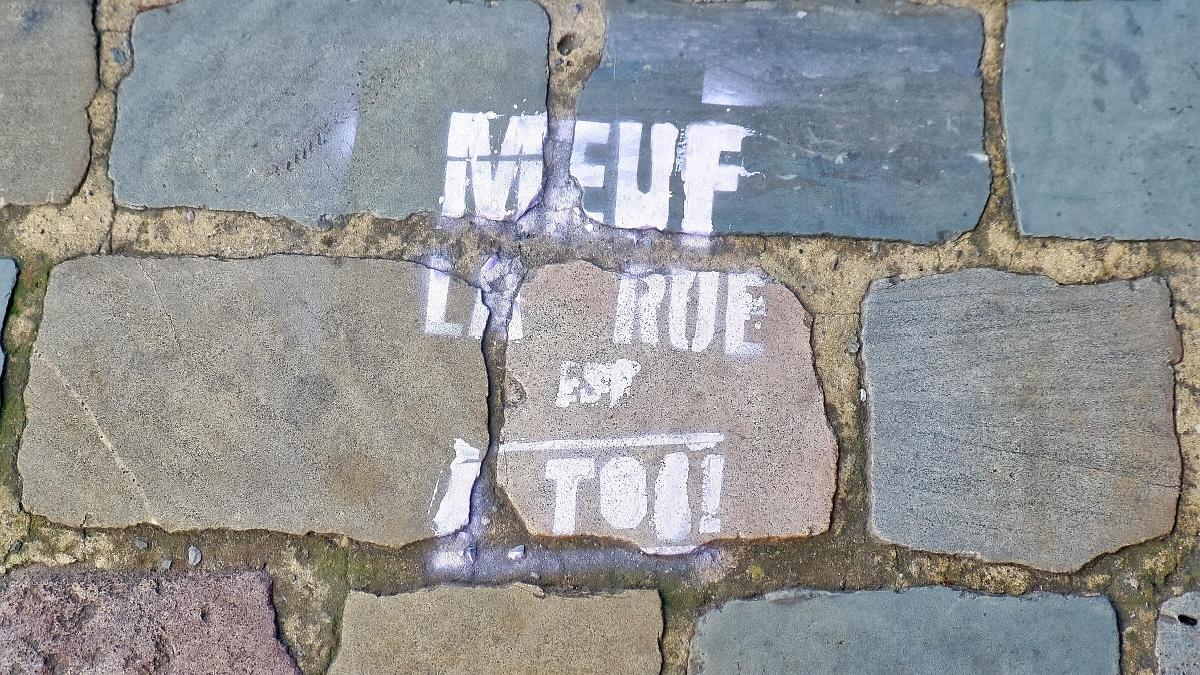 MEUF
LA RUE
EST
À TOI!